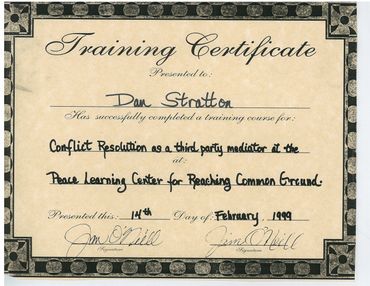 Training Certificate
Presented to:
Dan Stratton
Has successfully completed a training course for:
Conflict Resolution as a third party mediator at the
at:
Peace Learning Center for Reaching Common Ground.
Presented this: 14th Day of: February 1999
Jim O'Neill Jim O'Neill
Signature Signature